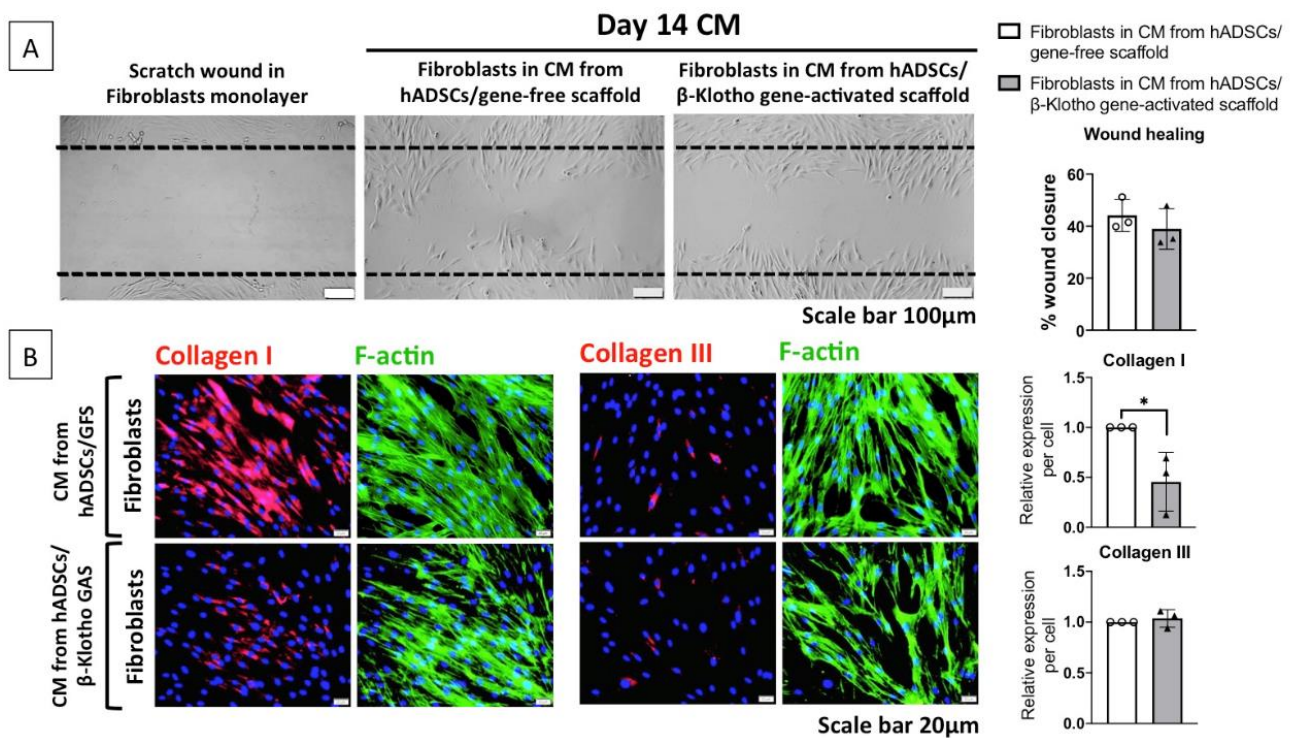 A
Day 14 CM
Scratch wound in
Fibroblasts monolayer
Fibroblasts in CM from
hADSCs/gene-free scaffold
Fibroblasts in CM from hADSCs/
β-Klotho gene-activated scaffold
Scale bar 100μm
Fibroblasts in CM from hADSCs/
gene-free scaffold
Fibroblasts in CM from hADSCs/
β-Klotho gene-activated scaffold
Wound healing
% wound closure
60
40
20
0
B
Collagen I
F-actin
Collagen III
F-actin
CM from
hADSCs/GFS
Fibroblasts
CM from hADSCs/
β-Klotho GAS
Fibroblasts
Scale bar 20μm
Collagen I
Relative expression
per cell
1.5
1.0
0.5
0.0
*
Collagen III
Relative expression
per cell
1.5
1.0
0.5
0.0